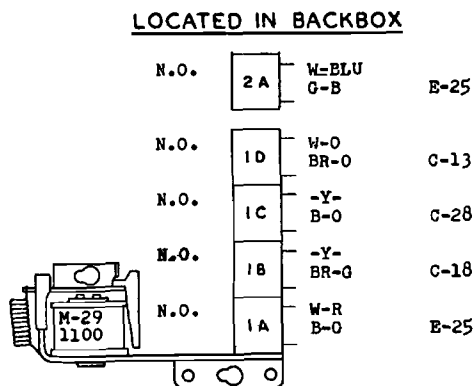 LOCATED IN BACKBOX
N.O. 2A W-BLU E-25
G-B
N.O. 1D W-O C-13
BR-O
N.O. 1C -Y- C-28
B-O
N.O. 1B -Y- C-18
BR-G
N.O. 1A W-R E-25
B-O
M-29
1100